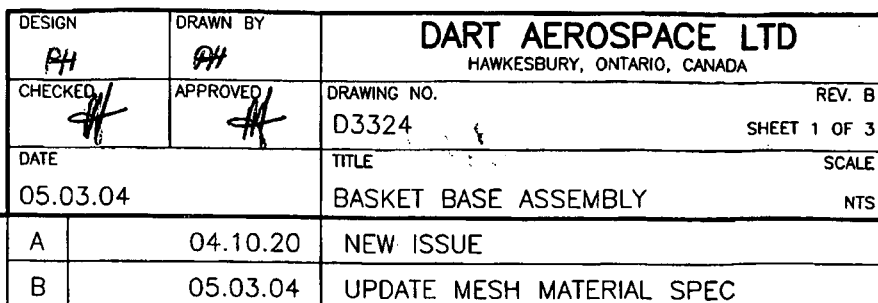 DESIGN DRAWN BY DART AEROSPACE LTD
PH PH HAWKESBURY, ONTARIO, CANADA
CHECKED APPROVED DRAWING NO. REV. B
D3324 SHEET 1 OF 3
DATE TITLE SCALE
05.03.04 BASKET BASE ASSEMBLY NTS
A 04.10.20 NEW ISSUE
B 05.03.04 UPDATE MESH MATERIAL SPEC